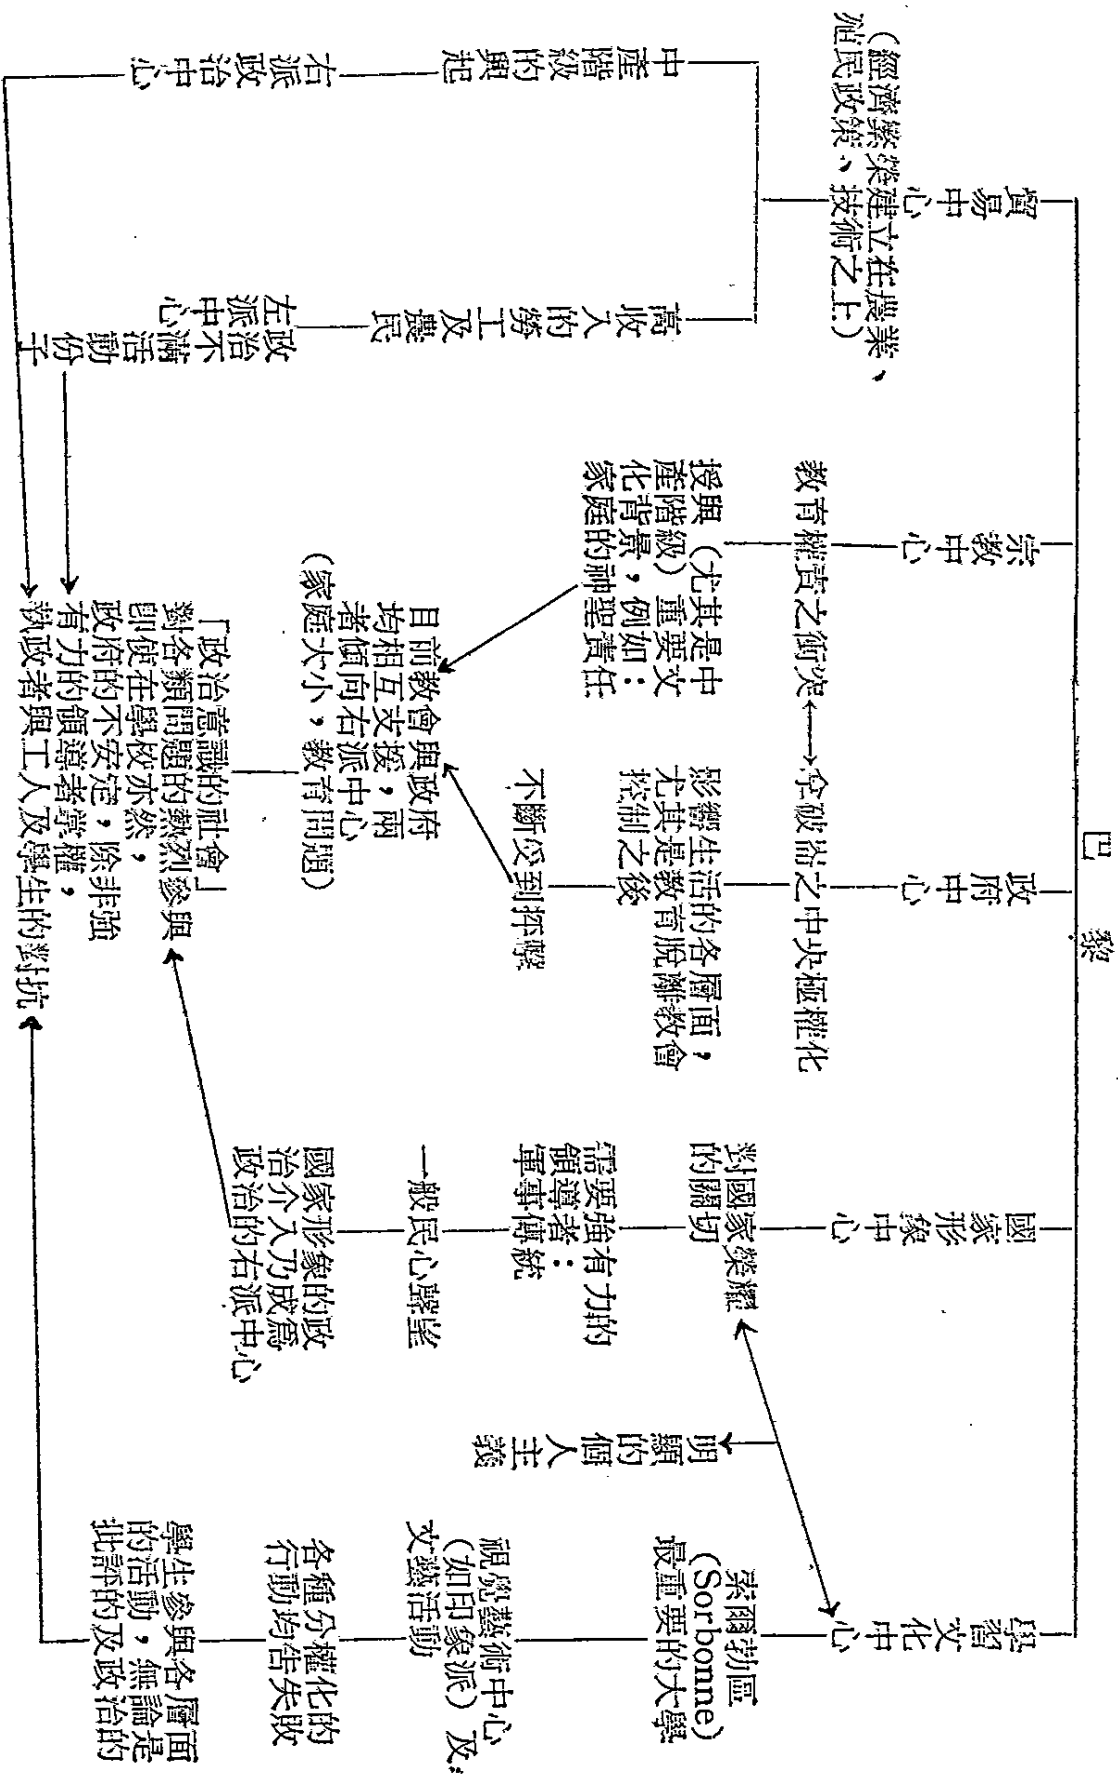 巴黎
貿易中心
（經濟繁榮建立在農業、
殖民政策、技術之上）
中產階級的興起
右派政治中心
高收入的勞工及農民
政治不滿活動份子
左派中心
宗教中心
教育權責之衝突
授與（尤其是中
產階級）重要文
化背景，例如：
家庭的神聖責任
政府中心
拿破崙之中央極權化
影響生活的各層面，
尤其是教育脫離教會
控制之後
不斷受到抨擊
目前教會與政府
均相互支援，兩
者傾向右派中心
（家庭大小，教育問題）
「政治意識的社會」
對各類問題的熱烈參與
即使在學校亦然，
政府的不安定，除非強
有力的領導者掌權，
執政者與工人及學生的對抗
國家形象中心
對國家榮耀
的關切
需要強有力的
領導者：
軍事傳統
一般民心聲望
國家形象的政
治介入乃成爲
政治的右派中心
明顯的個人主義
學習文化中心
索爾勃區
(Sorbonne)
最重要的大學
視覺藝術中心
（如印象派）及
文藝活動
各種分權化的
行動均告失敗
學生參與各層面
的活動，無論是
批評的及政治的